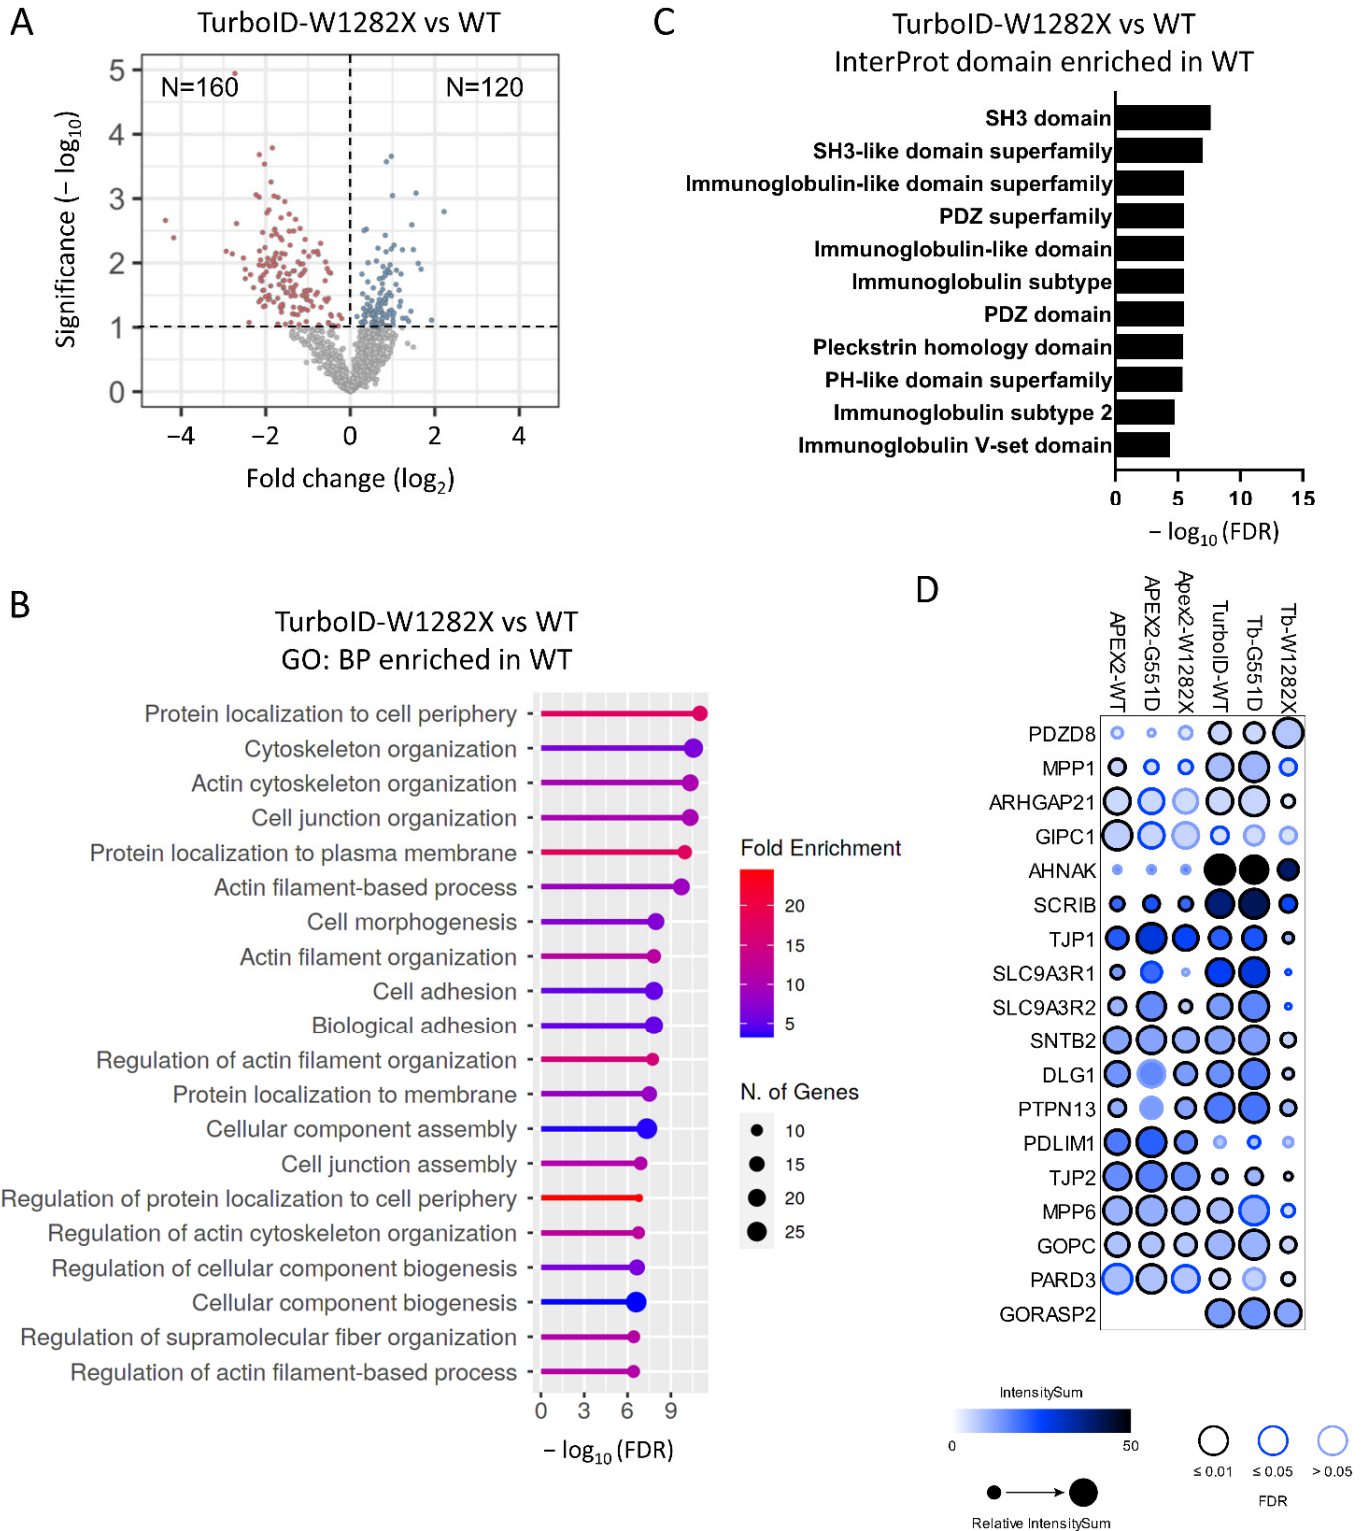 A
TurboID-W1282X vs WT
N=160
N=120
Significance (− log10)
5
4
3
2
1
0
−4
−2
0
2
4
Fold change (log2)
C
TurboID-W1282X vs WT
InterProt domain enriched in WT
SH3 domain
SH3-like domain superfamily
Immunoglobulin-like domain superfamily
PDZ superfamily
Immunoglobulin-like domain
Immunoglobulin subtype
PDZ domain
Pleckstrin homology domain
PH-like domain superfamily
Immunoglobulin subtype 2
Immunoglobulin V-set domain
0
5
10
15
− log10 (FDR)
B
TurboID-W1282X vs WT
GO: BP enriched in WT
Protein localization to cell periphery
Cytoskeleton organization
Actin cytoskeleton organization
Cell junction organization
Protein localization to plasma membrane
Actin filament-based process
Cell morphogenesis
Actin filament organization
Cell adhesion
Biological adhesion
Regulation of actin filament organization
Protein localization to membrane
Cellular component assembly
Cell junction assembly
Regulation of protein localization to cell periphery
Regulation of actin cytoskeleton organization
Regulation of cellular component biogenesis
Cellular component biogenesis
Regulation of supramolecular fiber organization
Regulation of actin filament-based process
0
3
6
9
− log10 (FDR)
Fold Enrichment
20
15
10
5
N. of Genes
10
15
20
25
D
APEX2-WT
APEX2-G551D
Apex2-W1282X
TurboID-WT
Tb-G551D
Tb-W1282X
PDZD8
MPP1
ARHGAP21
GIPC1
AHNAK
SCRIB
TJP1
SLC9A3R1
SLC9A3R2
SNTB2
DLG1
PTPN13
PDLIM1
TJP2
MPP6
GOPC
PARD3
GORASP2
IntensitySum
0
50
Relative IntensitySum
≤ 0.01
≤ 0.05
> 0.05
FDR